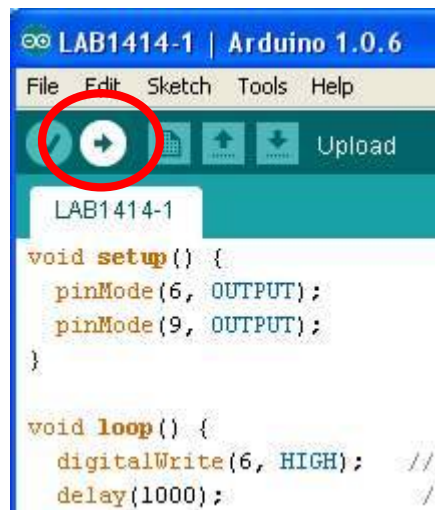 LAB1414-1 | Arduino 1.0.6
File Edit Sketch Tools Help
Upload
LAB1414-1
void setup() {
pinMode(6, OUTPUT);
pinMode(9, OUTPUT);
}
void loop() {
digitalWrite(6, HIGH); //
delay(1000); /